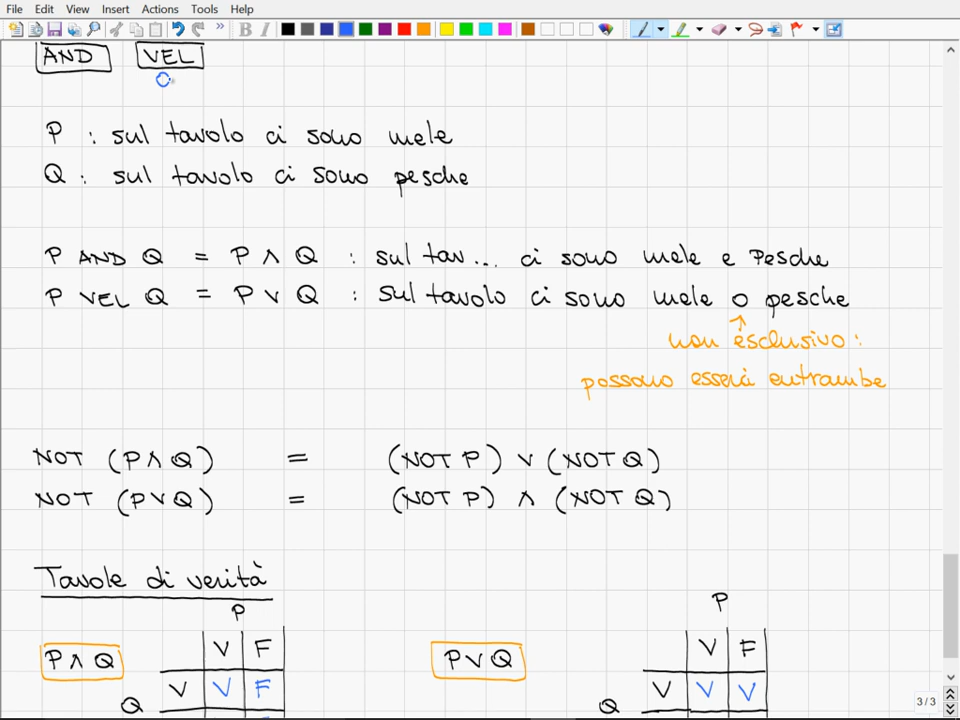 File Edit View Insert Actions Tools Help
AND VEL
P : sul tavolo ci sono mele
Q : sul tavolo ci sono pesche
P AND Q = P ∧ Q : sul tav... ci sono mele e Pesche
P VEL Q = P ∨ Q : sul tavolo ci sono mele o pesche
non esclusivo :
possono esserci entrambe
NOT (P∧Q) = (NOT P) ∨ (NOT Q)
NOT (P∨Q) = (NOT P) ∧ (NOT Q)
Tavole di verità
P P
P∧Q V F P∨Q V F
Q V V F Q V V V
3 / 3